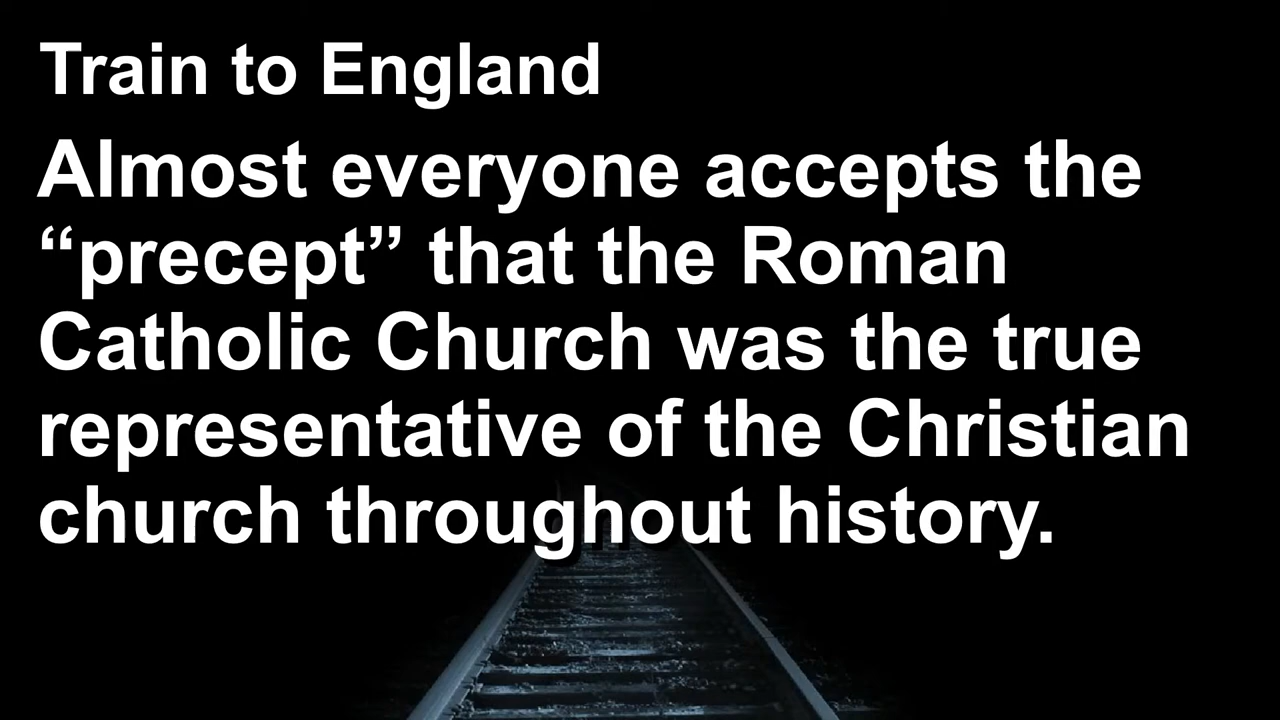 Train to England
Almost everyone accepts the
“precept” that the Roman
Catholic Church was the true
representative of the Christian
church throughout history.